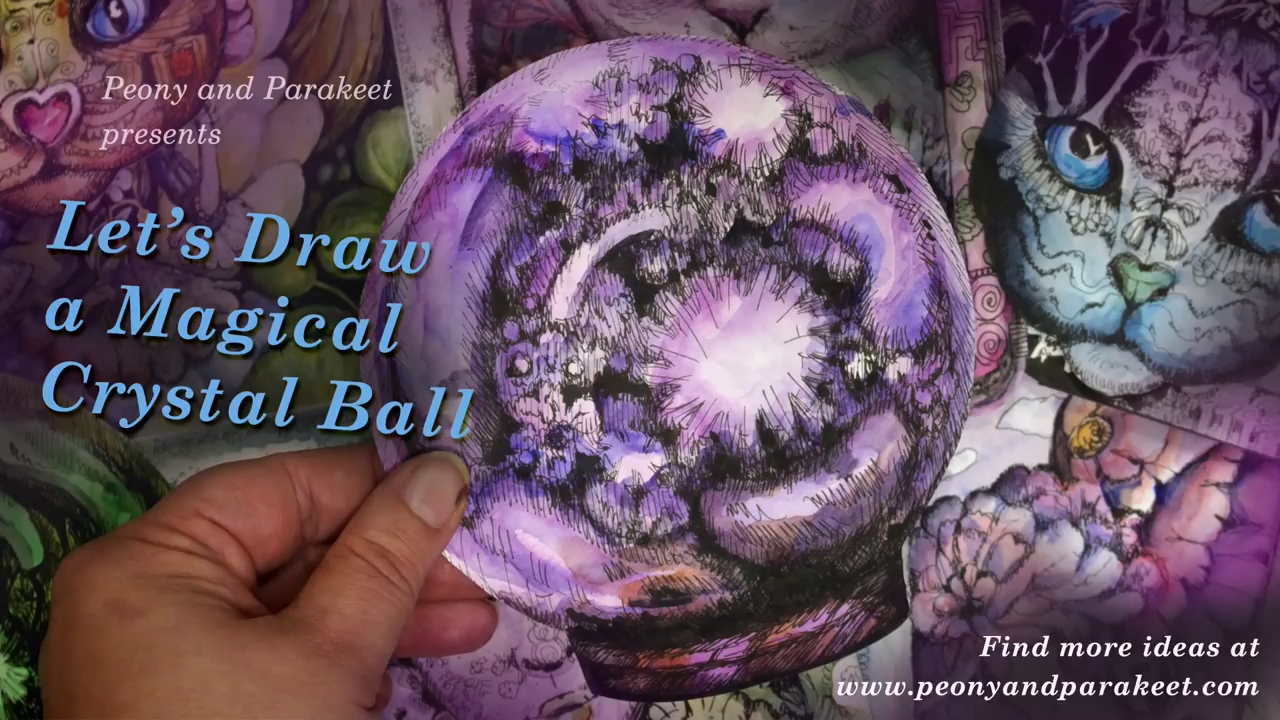 Peony and Parakeet
presents
Let's Draw
a Magical
Crystal Ball
Find more ideas at
www.peonyandparakeet.com